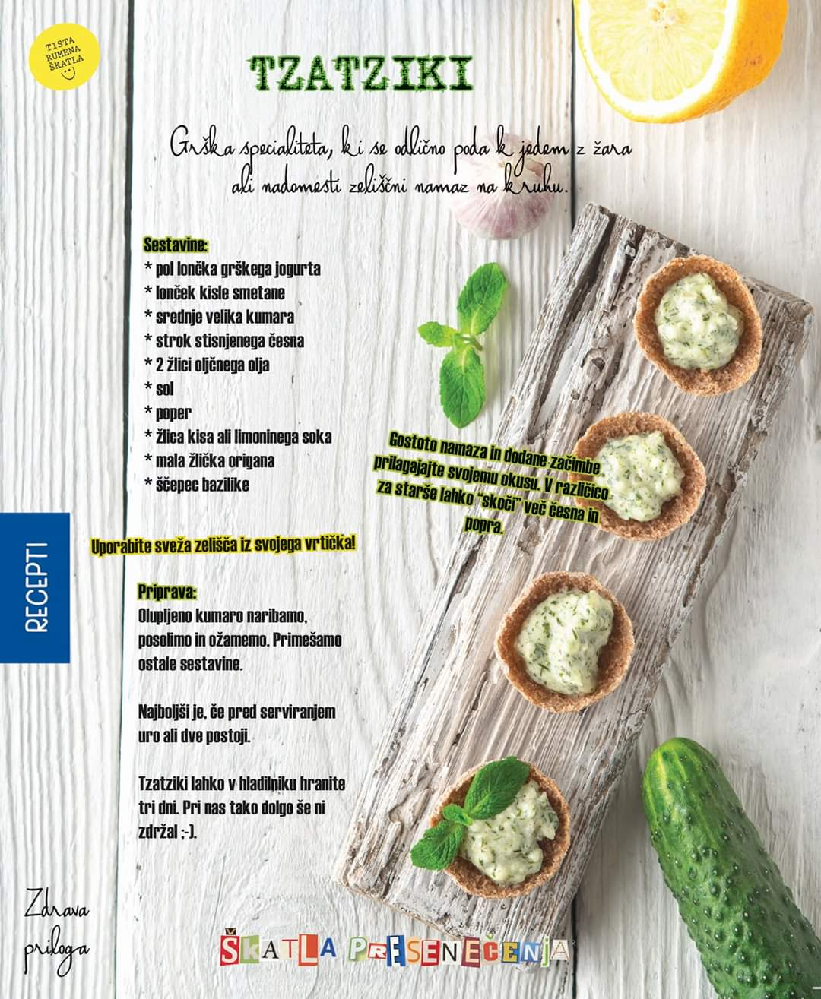 TISTA
RUMENA
ŠKATLA
TZATZIKI
Grška specialiteta, ki se odlično poda k jedem z žara
ali nadomesti zeliščni namaz na kruhu.
Sestavine:
* pol lončka grškega jogurta
* lonček kisle smetane
* srednje velika kumara
* strok stisnjenega česna
* 2 žlici oljčnega olja
* sol
* poper
* žlica kisa ali limoninega soka
* mala žlička origana
* ščepec bazilike
Gostoto namaza in dodane začimbe
prilagajajte svojemu okusu. V različico
za starše lahko "skoči" več česna in
popra.
Uporabite sveža zelišča iz svojega vrtička!
RECEPTI
Priprava:
Olupljeno kumaro naribamo,
posolimo in ožamemo. Primešamo
ostale sestavine.
Najboljši je, če pred serviranjem
uro ali dve postoji.
Tzatziki lahko v hladilniku hranite
tri dni. Pri nas tako dolgo še ni
zdržal ;-).
Zdrava
priloga
ŠKATLA PRESENEČENJA